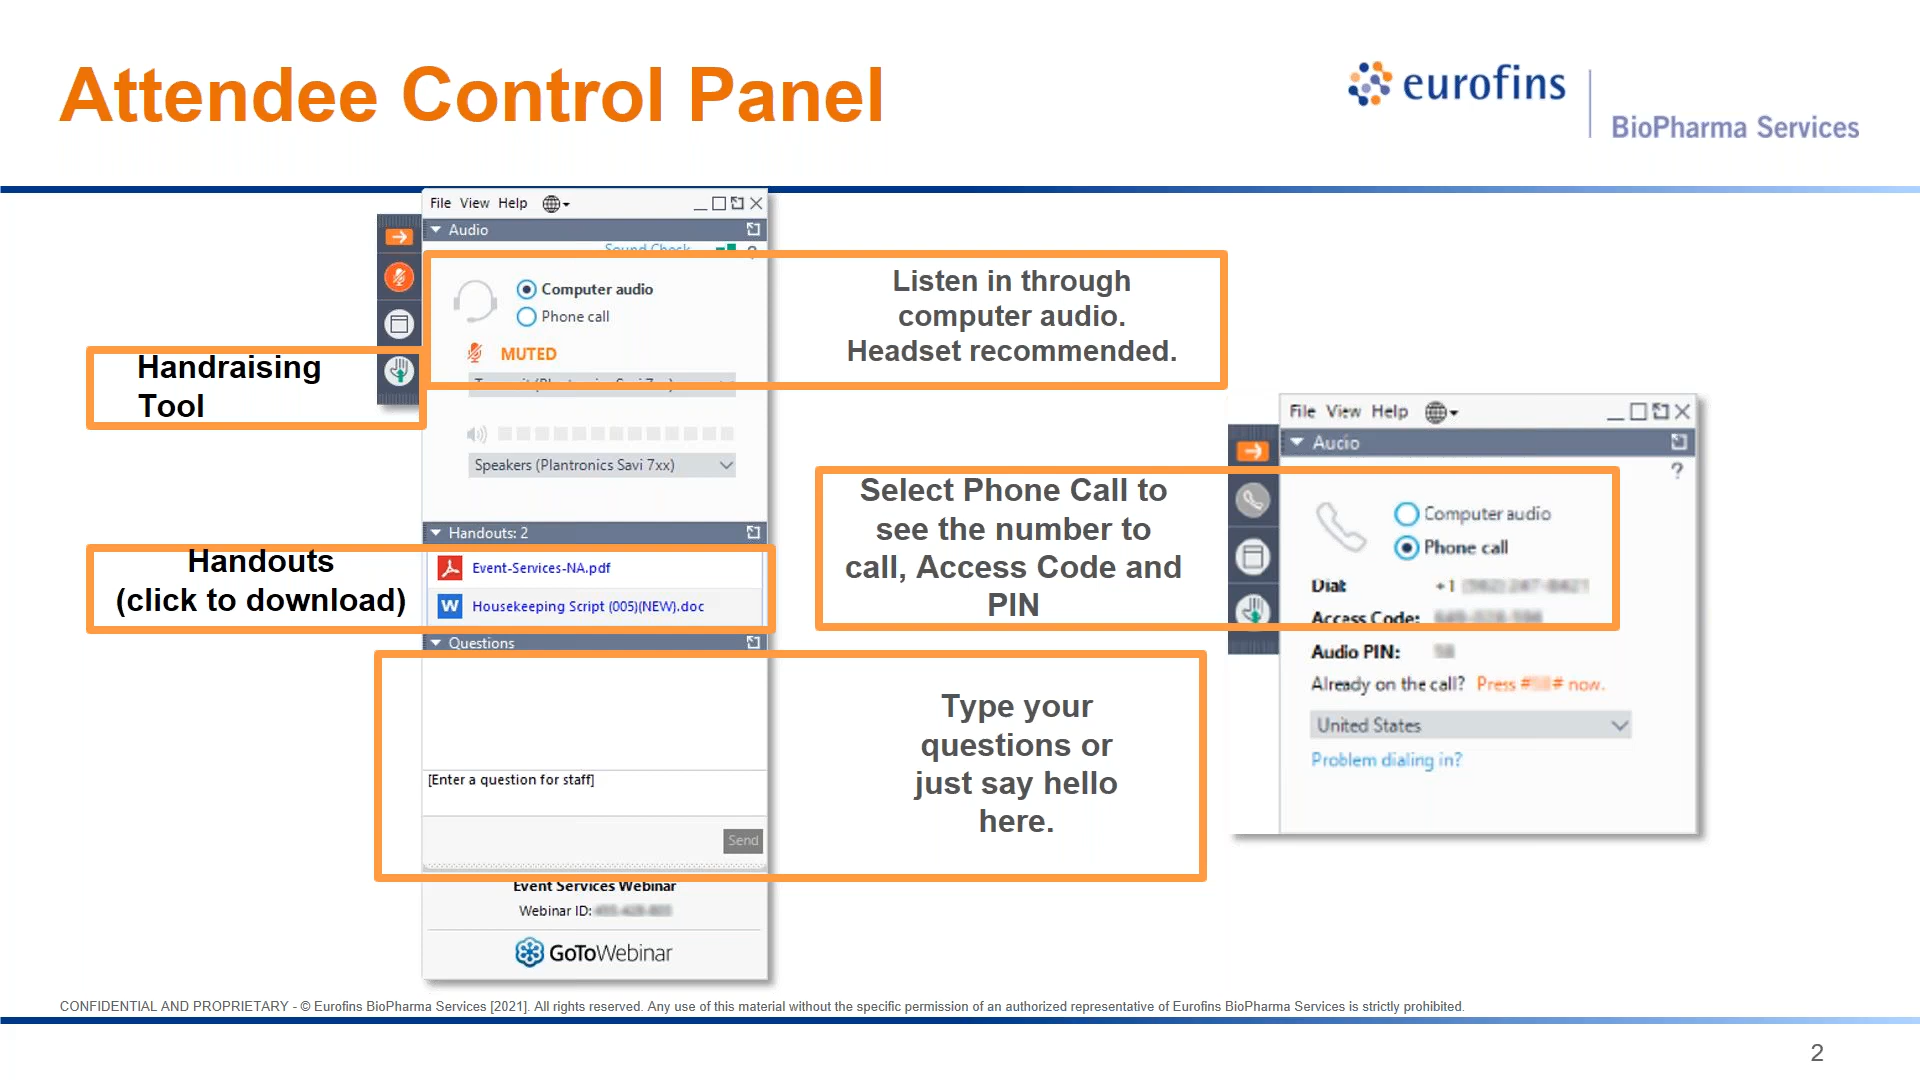 Attendee Control Panel
eurofins
BioPharma Services
File View Help
Audio
Computer audio
Phone call
MUTED
Listen in through
computer audio.
Headset recommended.
Handraising
Tool
Speakers (Plantronics Savi 7xx)
Handouts: 2
Handouts
(click to download)
Event-Services-NA.pdf
Housekeeping Script (005)(NEW).doc
Questions
Type your
questions or
just say hello
here.
[Enter a question for staff]
Send
Event Services Webinar
Webinar ID:
GoToWebinar
Select Phone Call to
see the number to
call, Access Code and
PIN
File View Help
Audio
?
Computer audio
Phone call
Dial: +1
Access Code:
Audio PIN:
Already on the call? Press # # now.
United States
Problem dialing in?
CONFIDENTIAL AND PROPRIETARY - © Eurofins BioPharma Services [2021]. All rights reserved. Any use of this material without the specific permission of an authorized representative of Eurofins BioPharma Services is strictly prohibited.
2